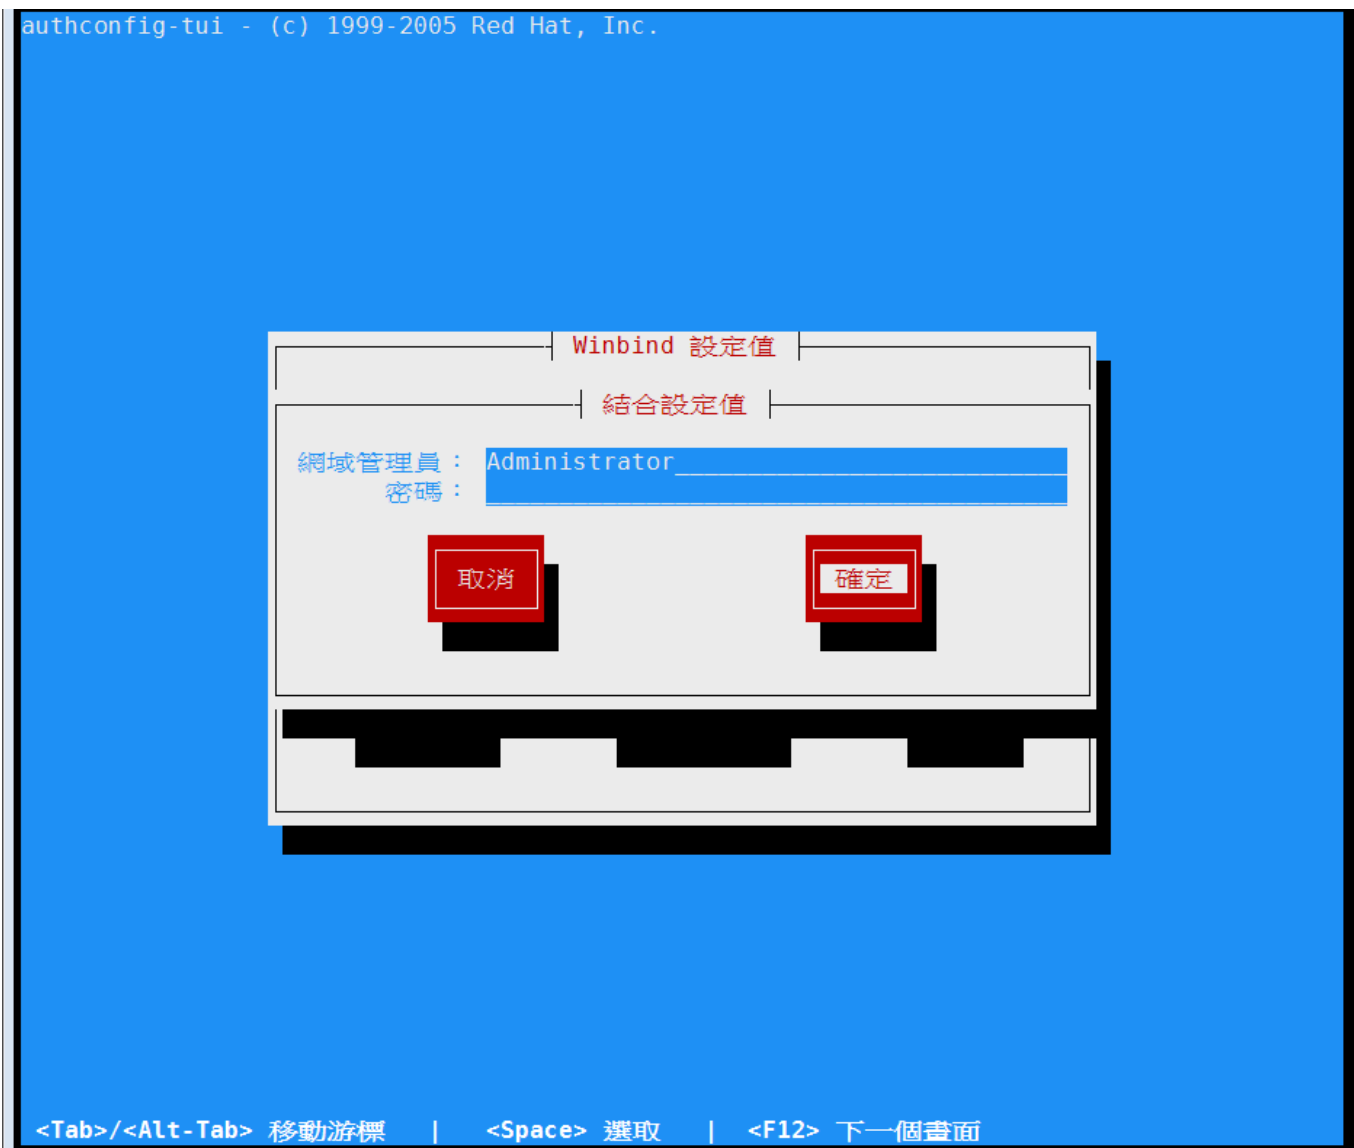 authconfig-tui - (c) 1999-2005 Red Hat, Inc.
Winbind 設定值
結合設定值
網域管理員： Administrator
密碼：
取消 確定
<Tab>/<Alt-Tab> 移動游標 | <Space> 選取 | <F12> 下一個畫面